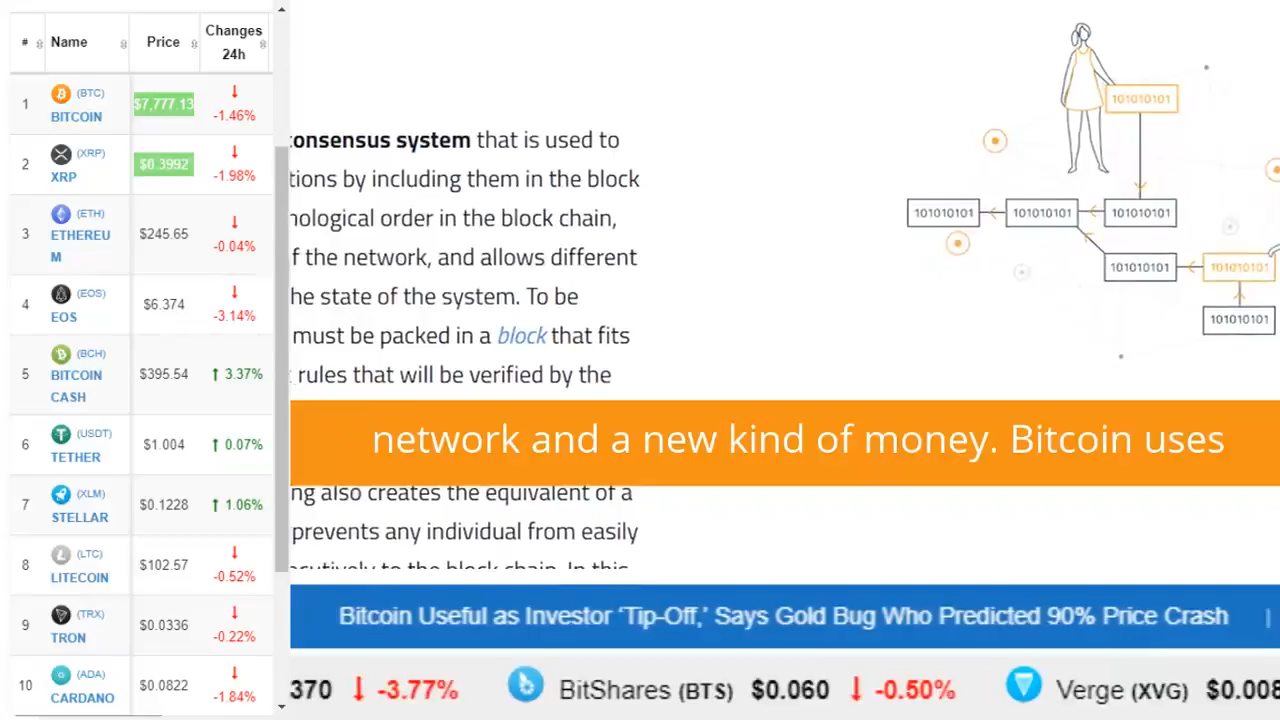 # Name Price Changes
24h
1 (BTC)
BITCOIN $7,777.13 -1.46%
2 (XRP)
XRP $0.3992 -1.98%
3 (ETH)
ETHEREU
M $245.65 -0.04%
4 (EOS)
EOS $6.374 -3.14%
5 (BCH)
BITCOIN
CASH $395.54 3.37%
6 (USDT)
TETHER $1.004 0.07%
7 (XLM)
STELLAR $0.1228 1.06%
8 (LTC)
LITECOIN $102.57 -0.52%
9 (TRX)
TRON $0.0336 -0.22%
10 (ADA)
CARDANO $0.0822 -1.84%
consensus system that is used to
tions by including them in the block
nological order in the block chain,
f the network, and allows different
he state of the system. To be
must be packed in a block that fits
rules that will be verified by the
network and a new kind of money. Bitcoin uses
ng also creates the equivalent of a
prevents any individual from easily
to the block chain. In this
101010101
101010101 101010101 101010101
101010101 101010101
101010101
Bitcoin Useful as Investor ‘Tip-Off,’ Says Gold Bug Who Predicted 90% Price Crash |
370 -3.77% BitShares (BTS) $0.060 -0.50% Verge (XVG) $0.008